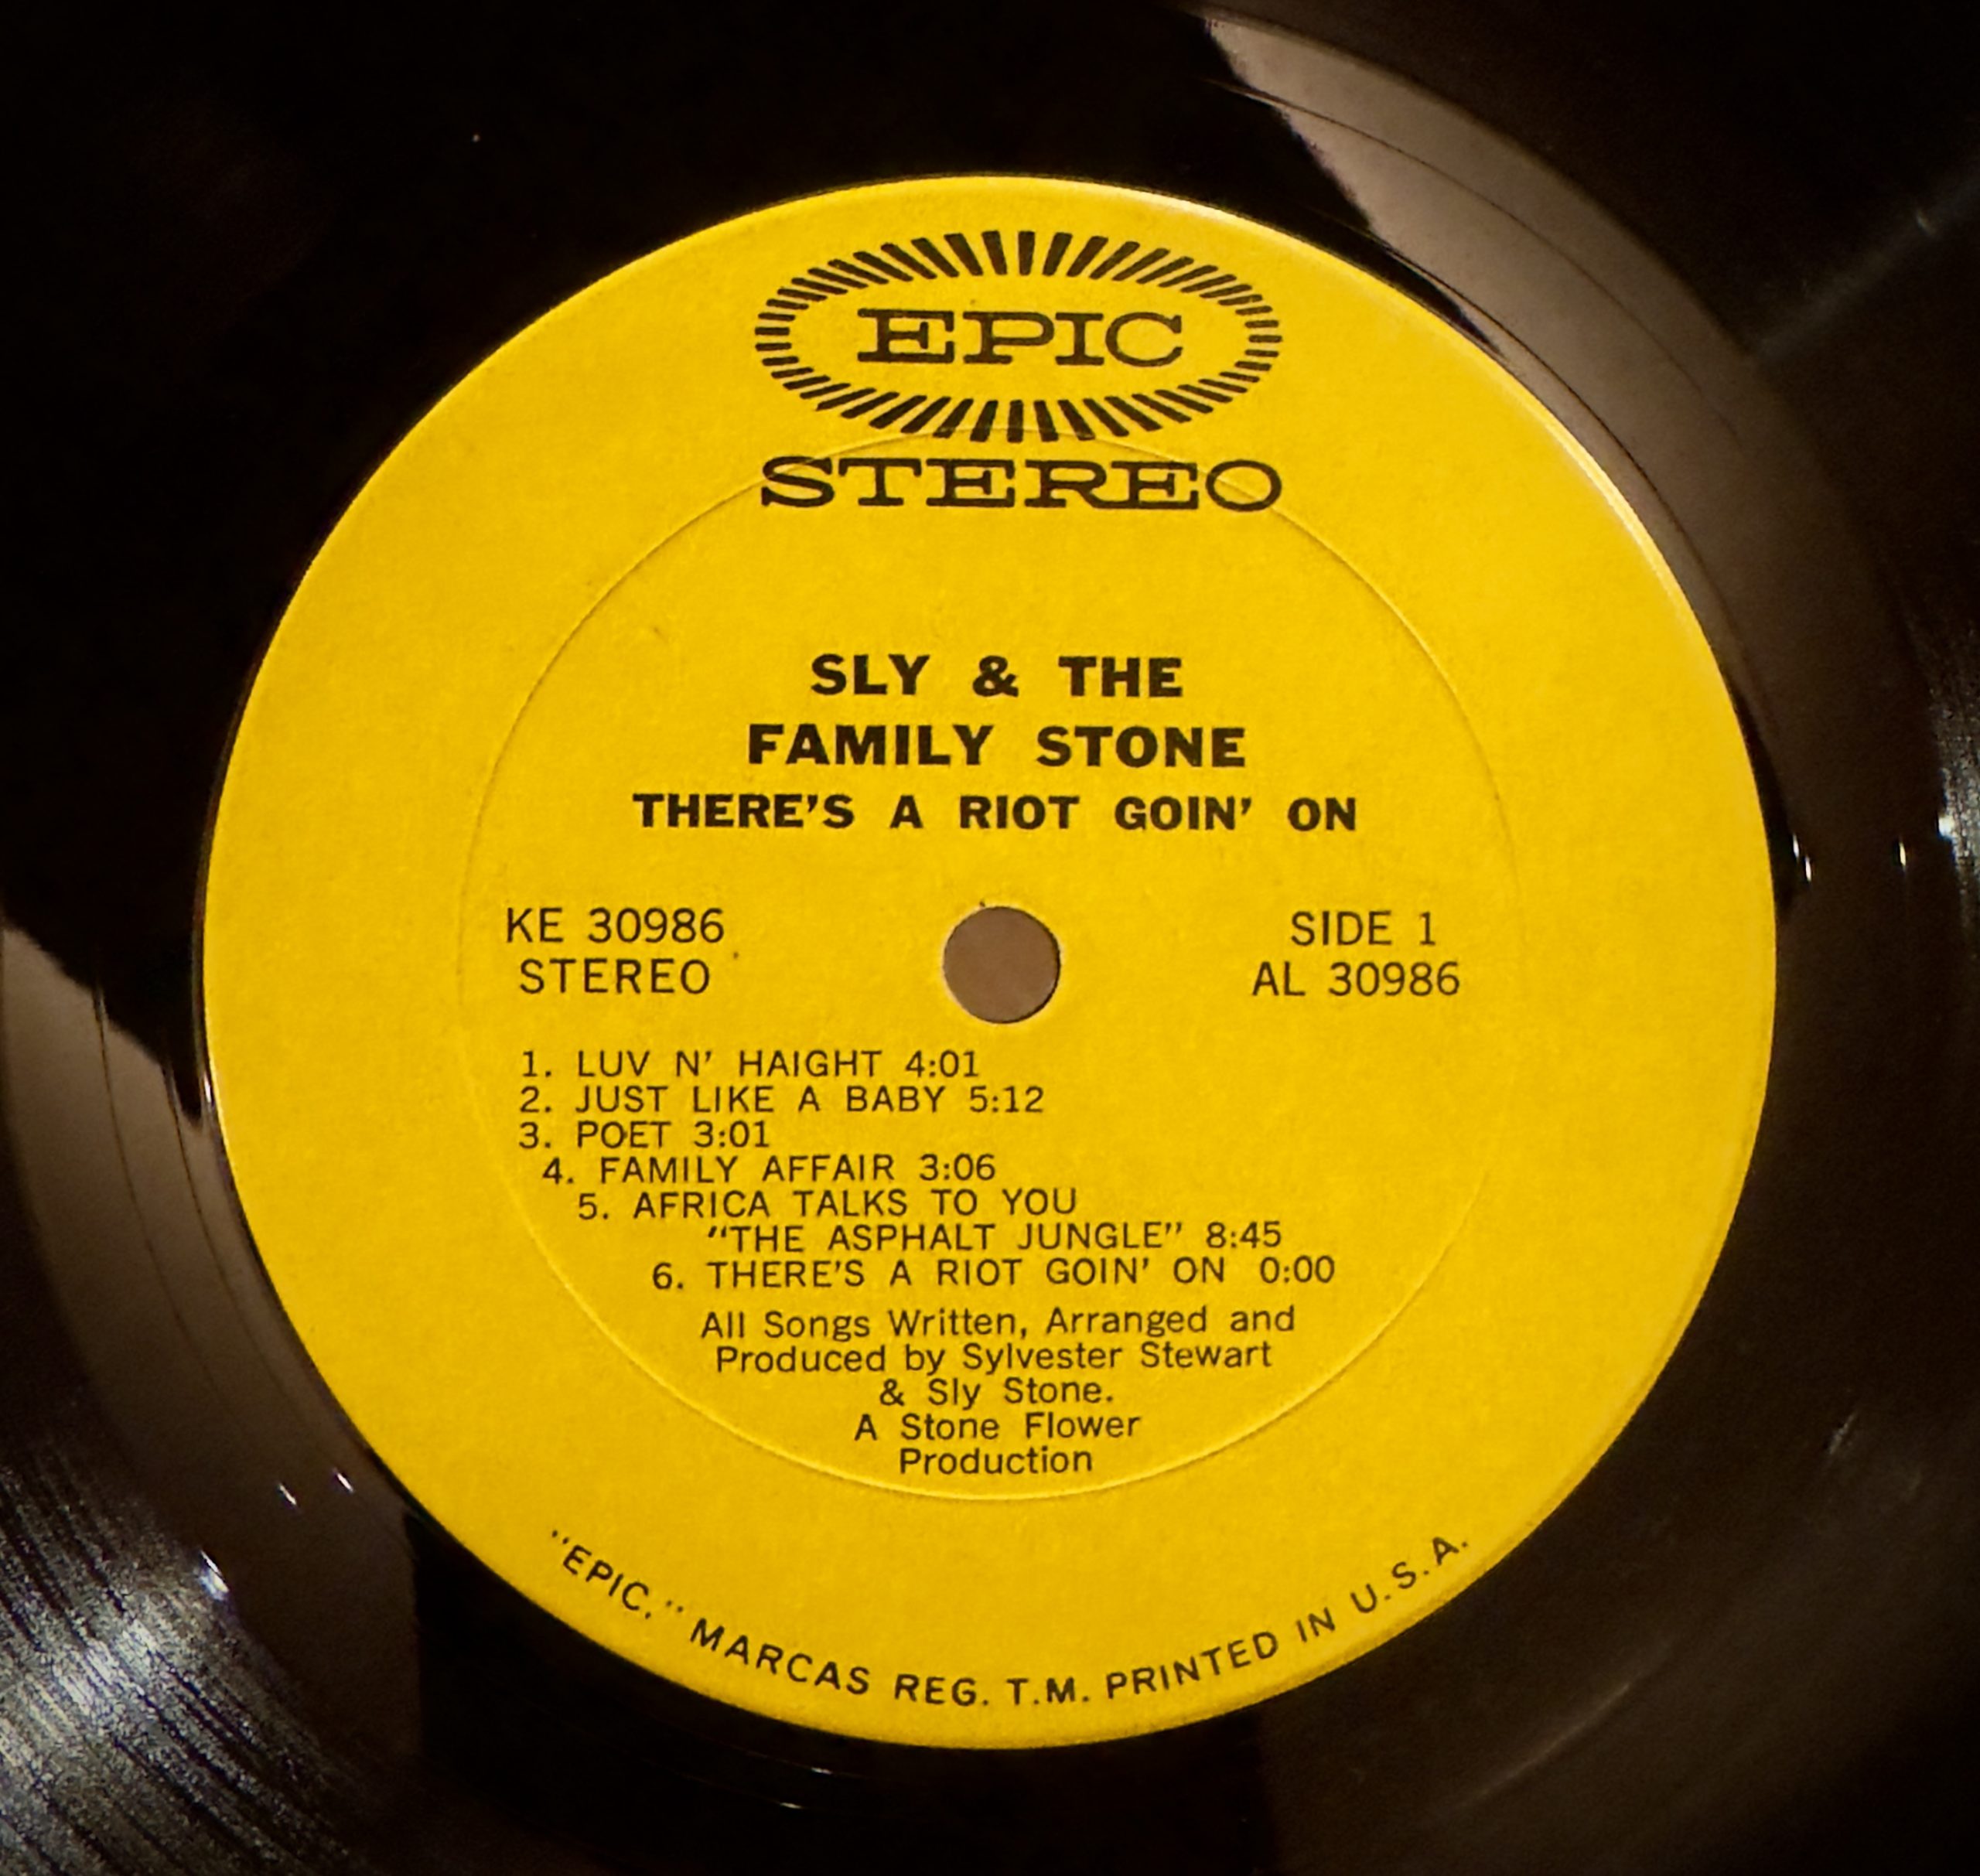 EPIC
STEREO
SLY & THE
FAMILY STONE
THERE'S A RIOT GOIN' ON
KE 30986
STEREO
SIDE 1
AL 30986
1. LUV N' HAIGHT 4:01
2. JUST LIKE A BABY 5:12
3. POET 3:01
4. FAMILY AFFAIR 3:06
5. AFRICA TALKS TO YOU
"THE ASPHALT JUNGLE" 8:45
6. THERE'S A RIOT GOIN' ON 0:00
All Songs Written, Arranged and
Produced by Sylvester Stewart
& Sly Stone.
A Stone Flower
Production
"EPIC," MARCAS REG. T.M. PRINTED IN U.S.A.